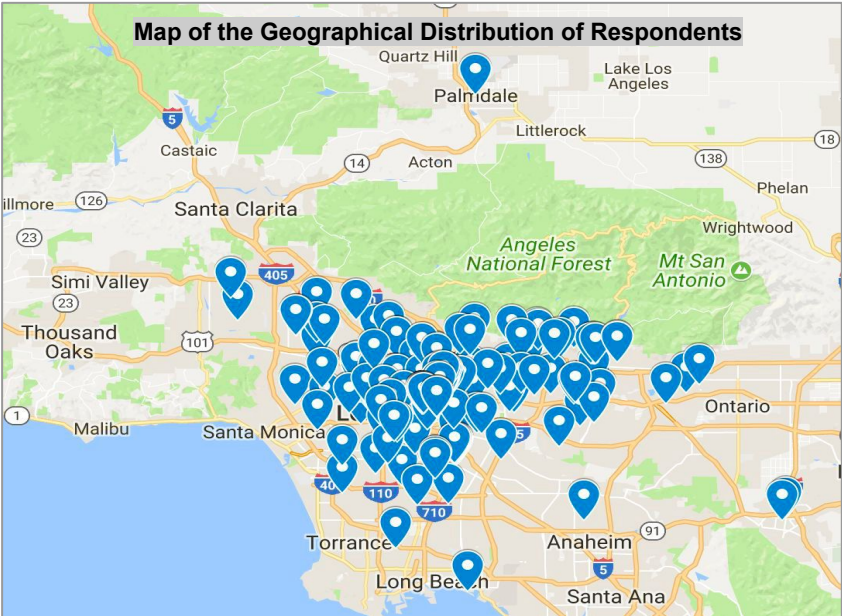 Map of the Geographical Distribution of Respondents
Quartz Hill
Lake Los
Angeles
Palmdale
5
Littlerock
Castaic
18
14
Acton
138
Phelan
illmore
126
Santa Clarita
23
Wrightwood
Angeles
National Forest
Mt San
Antonio
405
Simi Valley
23
Thousand
Oaks
101
Ontario
1
Malibu
Santa Monica
L
5
40
110
710
91
Torrance
Anaheim
5
Long Beach
Santa Ana